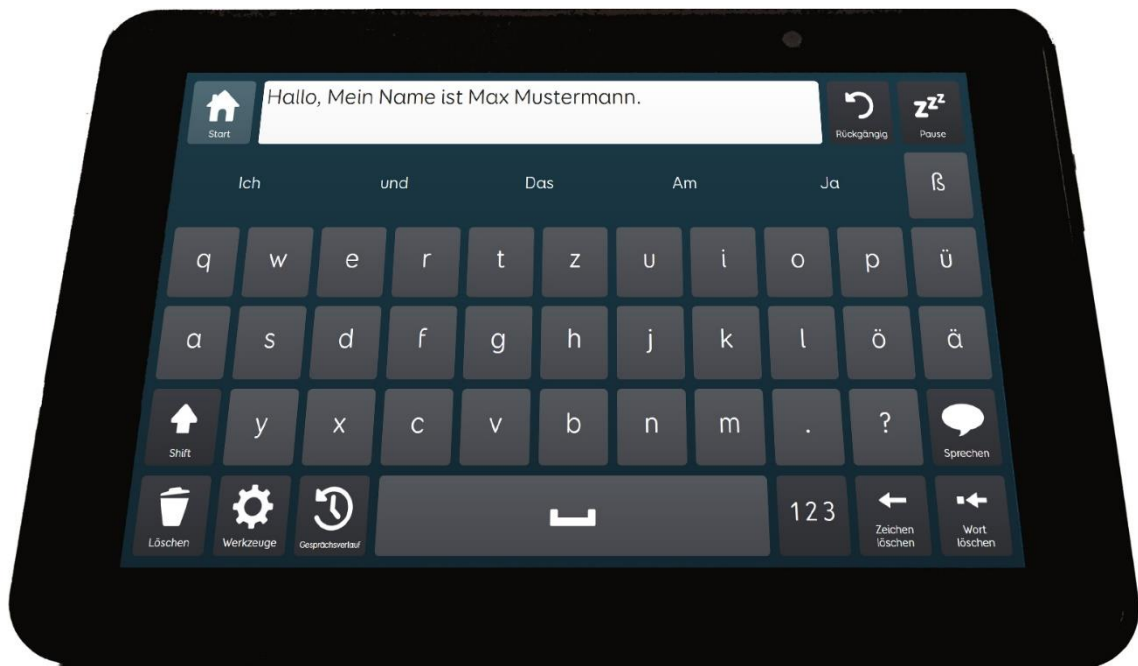 Start
Hallo, Mein Name ist Max Mustermann.
Rückgängig
zzz
Pause
Ich und Das Am Ja ß
q w e r t z u i o p ü
a s d f g h j k l ö ä
Shift
y x c v b n m . ?
Sprechen
Löschen
Werkzeuge
Gesprächsverlauf
123
Zeichen
löschen
Wort
löschen